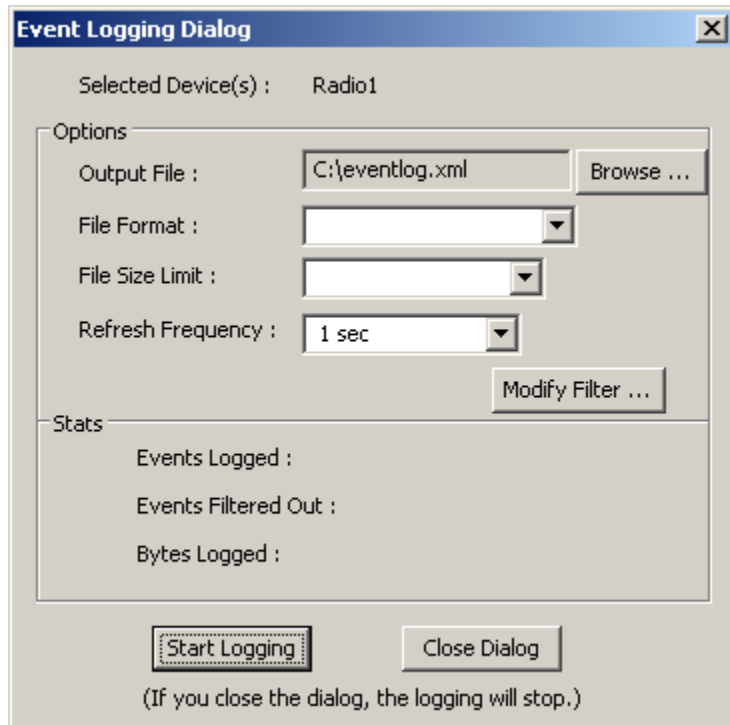 Event Logging Dialog
Selected Device(s) : Radio1
Options
Output File : C:\eventlog.xml Browse ...
File Format :
File Size Limit :
Refresh Frequency : 1 sec
Modify Filter ...
Stats
Events Logged :
Events Filtered Out :
Bytes Logged :
Start Logging Close Dialog
(If you close the dialog, the logging will stop.)